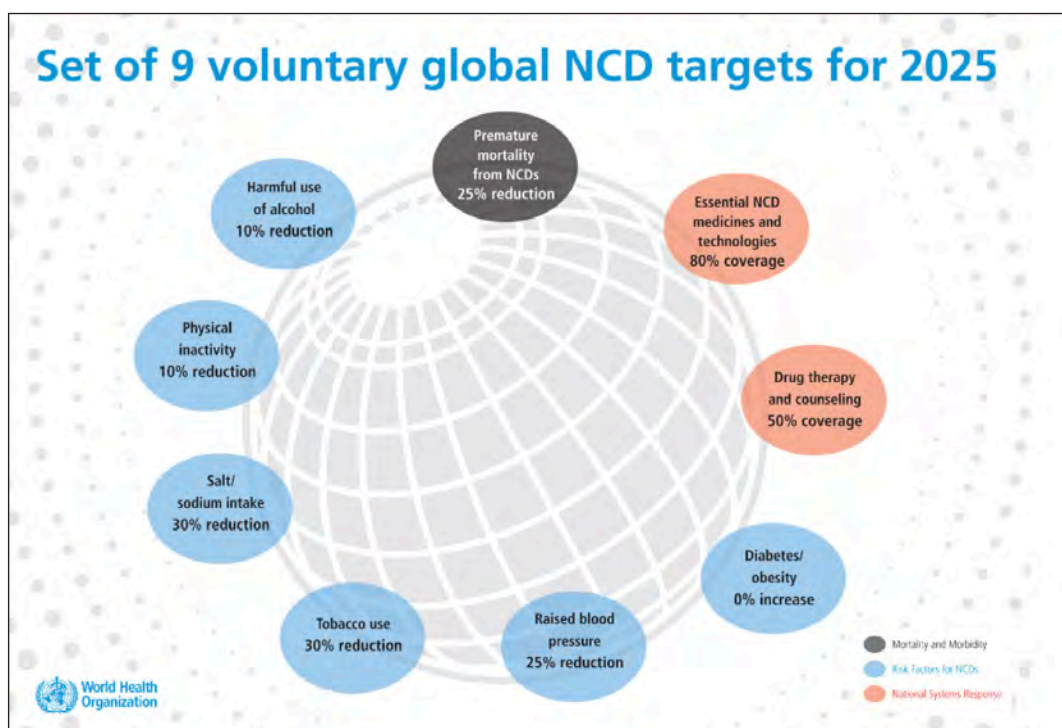 Set of 9 voluntary global NCD targets for 2025
Premature
mortality
from NCDs
25% reduction
Essential NCD
medicines and
technologies
80% coverage
Drug therapy
and counseling
50% coverage
Diabetes/
obesity
0% increase
Raised blood
pressure
25% reduction
Tobacco use
30% reduction
Salt/
sodium intake
30% reduction
Physical
inactivity
10% reduction
Harmful use
of alcohol
10% reduction
Mortality and Morbidity
Risk Factors for NCDs
National Systems Response
World Health
Organization